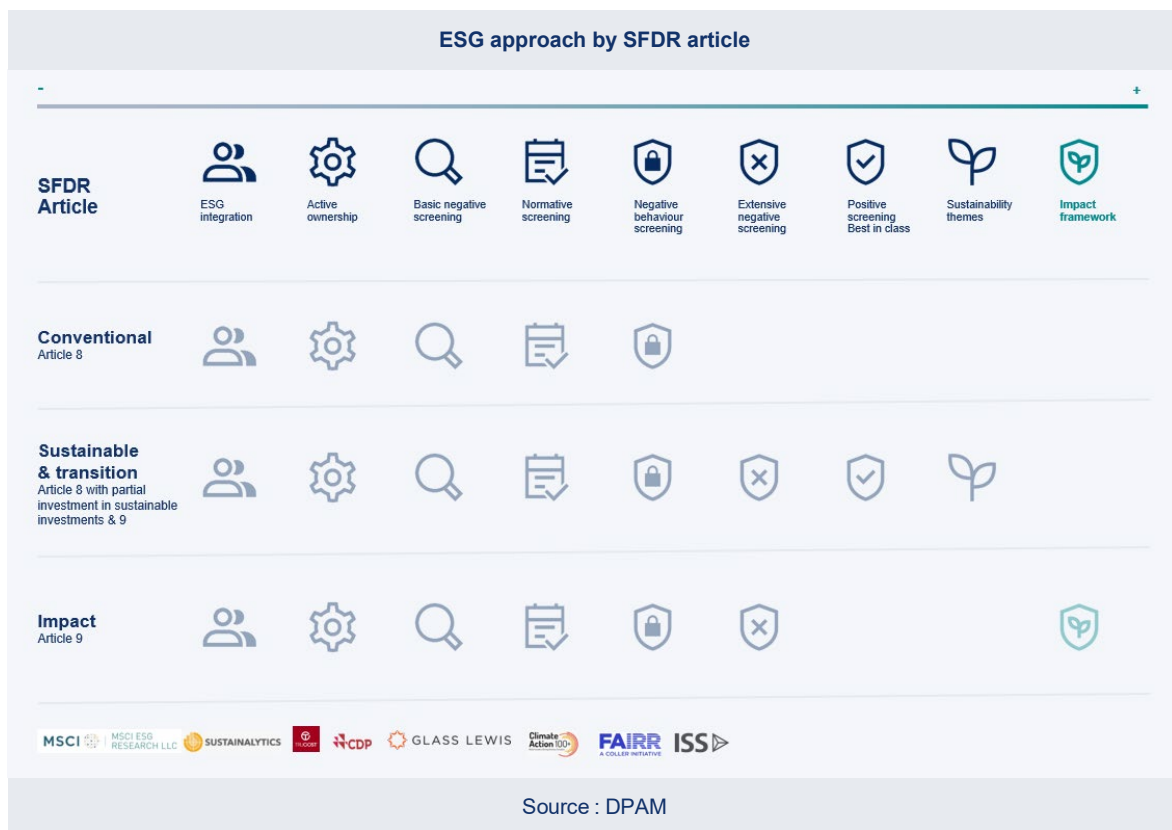 ESG approach by SFDR article
-
+
SFDR
Article
ESG
integration
Active
ownership
Basic negative
screening
Normative
screening
Negative
behaviour
screening
Extensive
negative
screening
Positive
screening
Best in class
Sustainability
themes
Impact
framework
Conventional
Article 8
Sustainable
& transition
Article 8 with partial
investment in sustainable
investments & 9
Impact
Article 9
MSCI
MSCI ESG
RESEARCH LLC
SUSTAINALYTICS
TRUCOST
CDP
GLASS LEWIS
Climate
Action 100+
FAIRR
A COLLER INITIATIVE
ISS
Source : DPAM